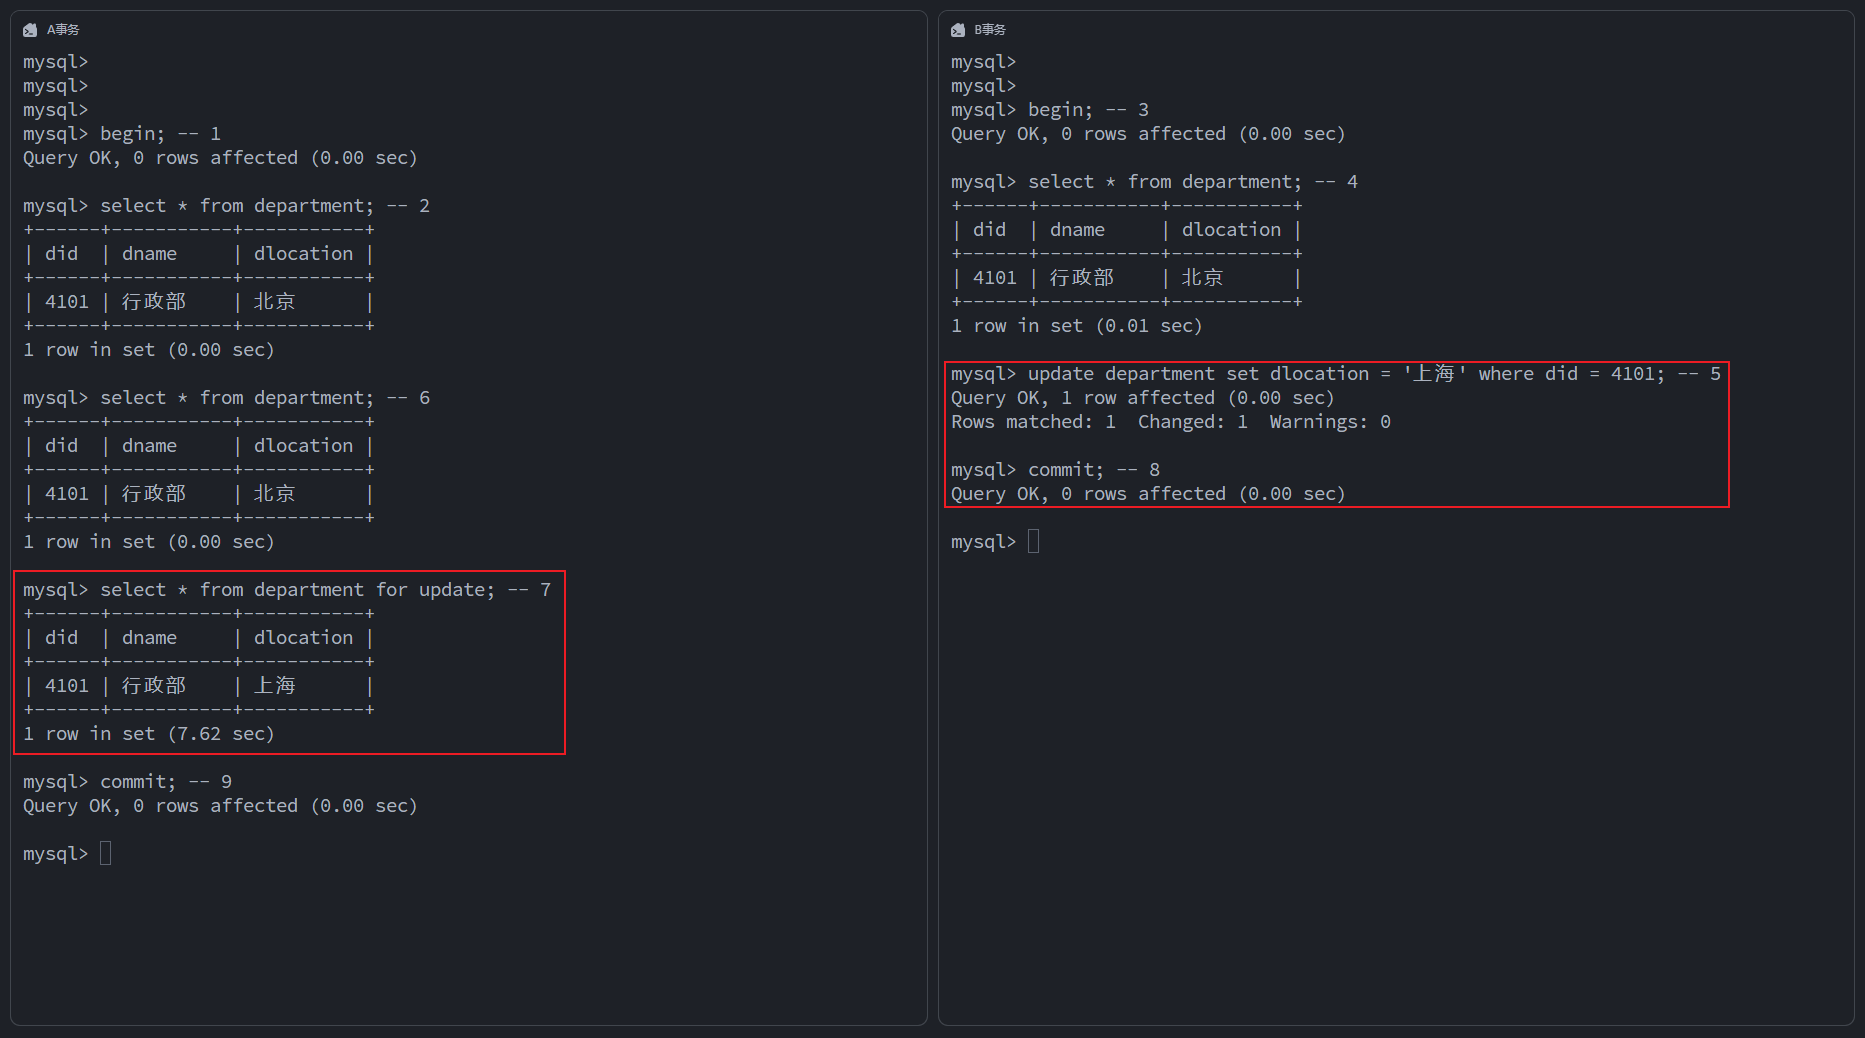 A事务
mysql>
mysql>
mysql>
mysql> begin; -- 1
Query OK, 0 rows affected (0.00 sec)
mysql> select * from department; -- 2
+------+-----------+-----------+
| did  | dname     | dlocation |
+------+-----------+-----------+
| 4101 | 行政部    | 北京      |
+------+-----------+-----------+
1 row in set (0.00 sec)
mysql> select * from department; -- 6
+------+-----------+-----------+
| did  | dname     | dlocation |
+------+-----------+-----------+
| 4101 | 行政部    | 北京      |
+------+-----------+-----------+
1 row in set (0.00 sec)
mysql> select * from department for update; -- 7
+------+-----------+-----------+
| did  | dname     | dlocation |
+------+-----------+-----------+
| 4101 | 行政部    | 上海      |
+------+-----------+-----------+
1 row in set (7.62 sec)
mysql> commit; -- 9
Query OK, 0 rows affected (0.00 sec)
mysql>
B事务
mysql>
mysql>
mysql> begin; -- 3
Query OK, 0 rows affected (0.00 sec)
mysql> select * from department; -- 4
+------+-----------+-----------+
| did  | dname     | dlocation |
+------+-----------+-----------+
| 4101 | 行政部    | 北京      |
+------+-----------+-----------+
1 row in set (0.01 sec)
mysql> update department set dlocation = '上海' where did = 4101; -- 5
Query OK, 1 row affected (0.00 sec)
Rows matched: 1  Changed: 1  Warnings: 0
mysql> commit; -- 8
Query OK, 0 rows affected (0.00 sec)
mysql>